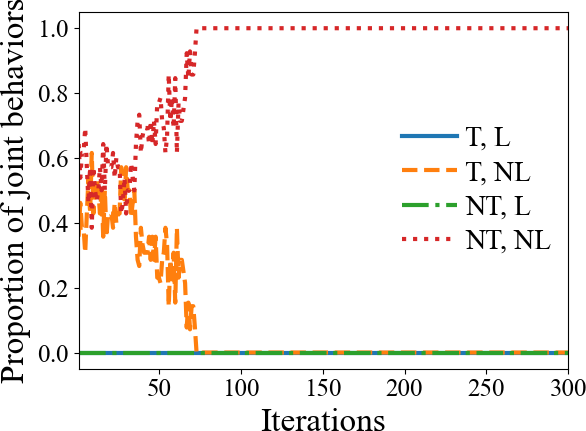 Proportion of joint behaviors
1.0
0.8
0.6
0.4
0.2
0.0
T, L
T, NL
NT, L
NT, NL
50 100 150 200 250 300
Iterations